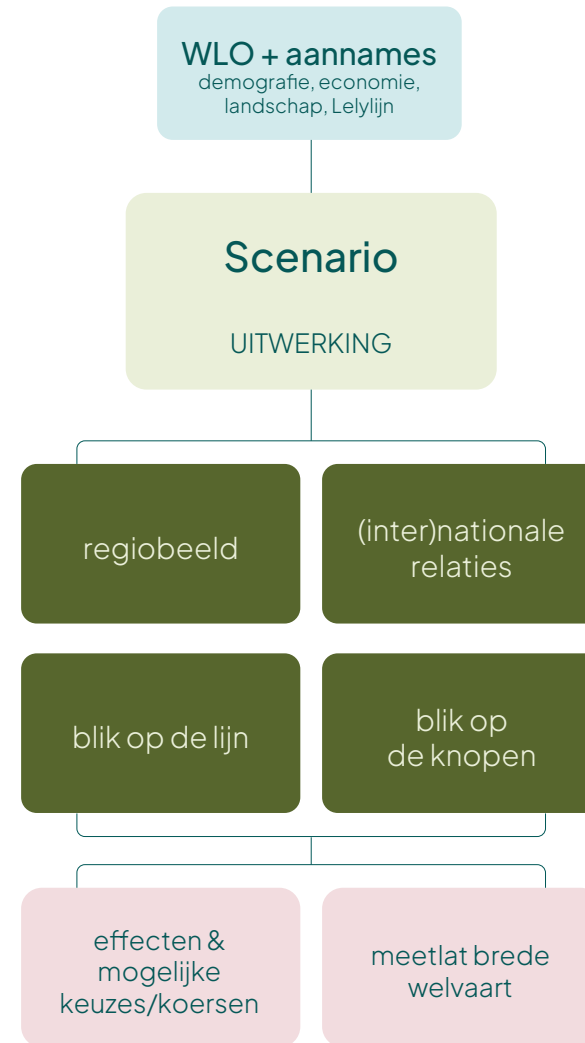 WLO + aannames
demografie, economie,
landschap, Lelylijn
Scenario
UITWERKING
regiobeeld
(inter)nationale
relaties
blik op de lijn
blik op
de knopen
effecten &
mogelijke
keuzes/koersen
meetlat brede
welvaart